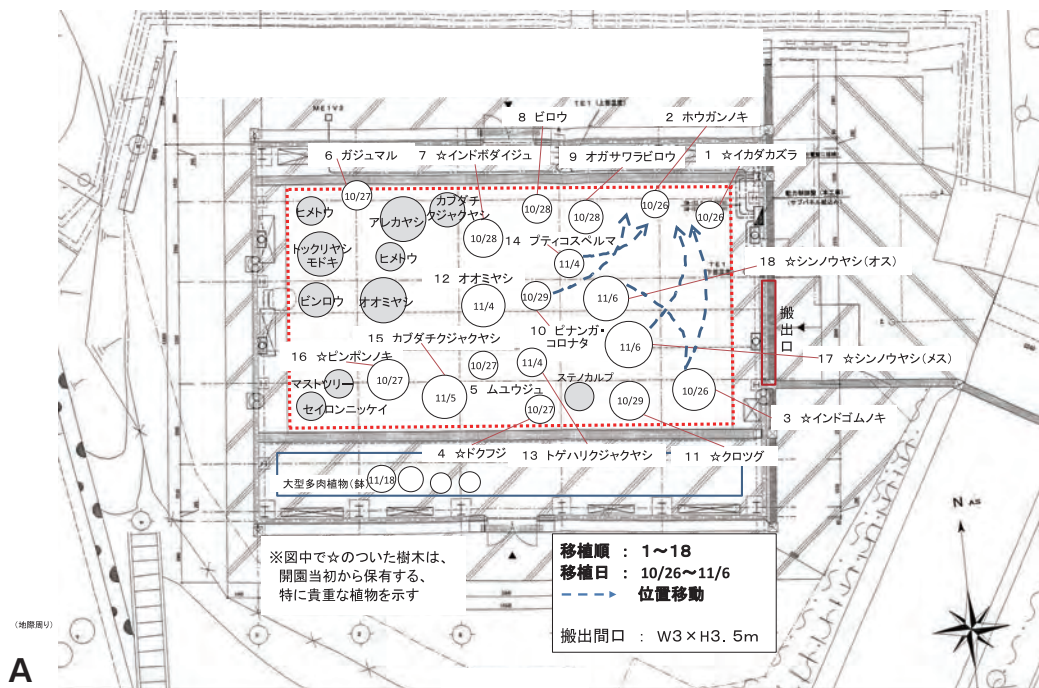 ME1V2
TE1
8 ビロウ
2 ホウガンノキ
6 ガジュマル
7 ☆インドボダイジュ
9 オガサワラビロウ
1 ☆イカダカズラ
10/27
ヒメトウ
アレカヤシ
カブダチ
クジャクヤシ
10/28
10/28
10/26
10/26
10/28
14 プティコスペルマ
トックリヤシ
モドキ
ヒメトウ
11/4
TE1
18 ☆シンノウヤシ(オス)
12 オオミヤシ
ビンロウ
オオミヤシ
11/4
10/29
11/6
搬出口
10 ピナンガ・
コロナタ
15 カブダチクジャクヤシ
11/6
17 ☆シンノウヤシ(メス)
16 ☆ピンポンノキ
10/27
11/4
マストツリー
10/27
5 ムユウジュ
ステノカルプ
10/26
セイロンニッケイ
11/5
10/27
10/29
3 ☆インドゴムノキ
4 ☆ドクフジ
13 トゲハリクジャクヤシ
11 ☆クロツグ
大型多肉植物(鉢)
11/18
N AS
※図中で☆のついた樹木は、
開園当初から保有する、
特に貴重な植物を示す
移植順 : 1～18
移植日 : 10/26～11/6
位置移動
搬出間口 : W3×H3.5m
(地際周り)
A